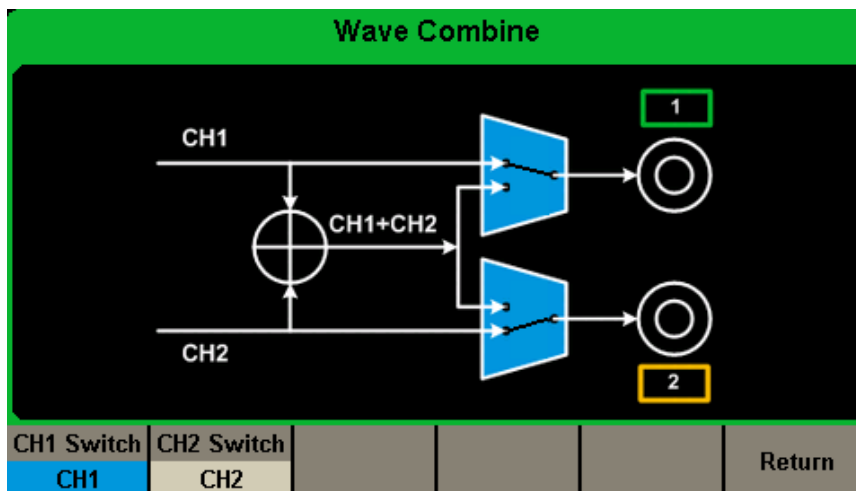 Wave Combine
1
CH1
CH1+CH2
CH2
2
CH1 Switch CH2 Switch
CH1 CH2
Return